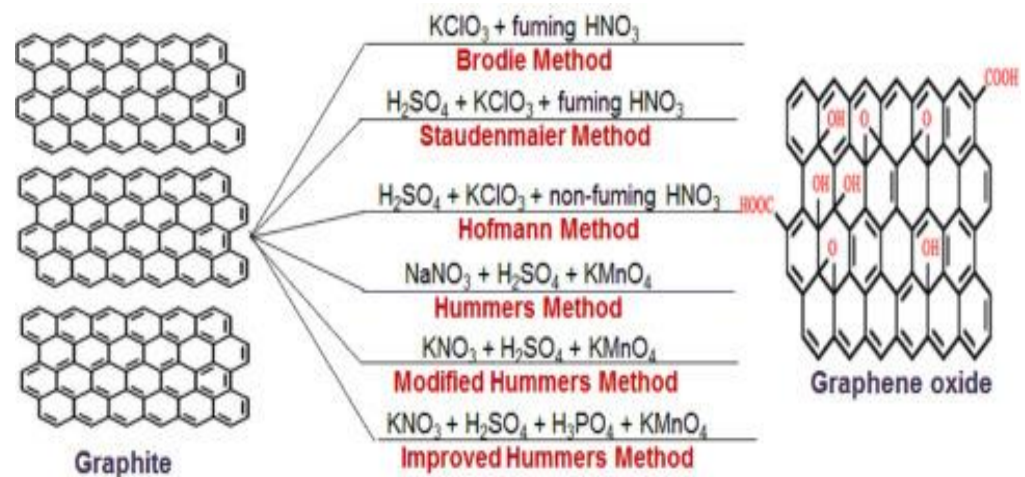 KClO₃ + fuming HNO₃
Brodie Method
H₂SO₄ + KClO₃ + fuming HNO₃
Staudenmaier Method
H₂SO₄ + KClO₃ + non-fuming HNO₃
Hofmann Method
NaNO₃ + H₂SO₄ + KMnO₄
Hummers Method
KNO₃ + H₂SO₄ + KMnO₄
Modified Hummers Method
KNO₃ + H₂SO₄ + H₃PO₄ + KMnO₄
Improved Hummers Method
Graphite
COOH
OH O O
OH OH
HOOC
O OH
Graphene oxide